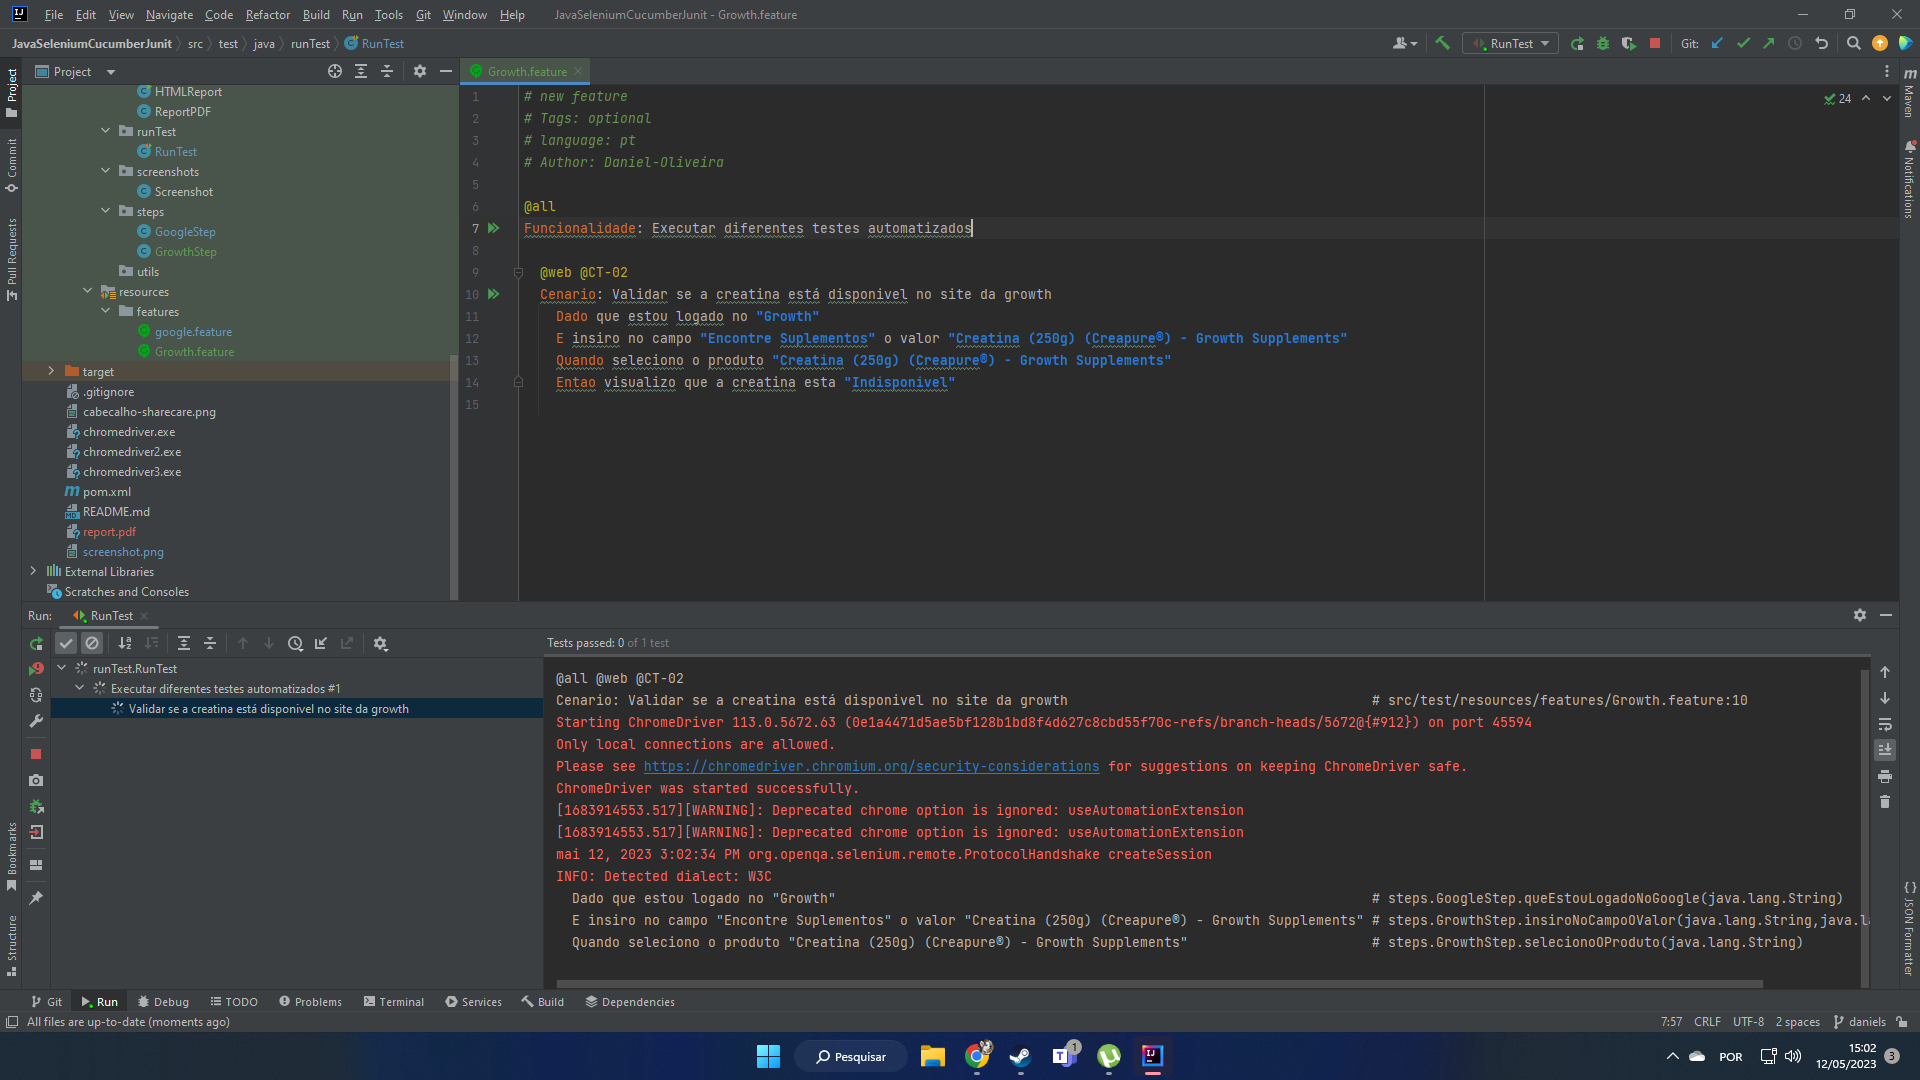 File Edit View Navigate Code Refactor Build Run Tools Git Window Help JavaSeleniumCucumberJunit - Growth.feature
JavaSeleniumCucumberJunit src test java runTest RunTest
RunTest Git:
Project
Growth.feature
HTMLReport
ReportPDF
runTest
RunTest
screenshots
Screenshot
steps
GoogleStep
GrowthStep
utils
resources
features
google.feature
Growth.feature
target
.gitignore
cabecalho-sharecare.png
chromedriver.exe
chromedriver2.exe
chromedriver3.exe
pom.xml
README.md
report.pdf
screenshot.png
External Libraries
Scratches and Consoles
Project
Commit
Pull Requests
Bookmarks
Structure
1 # new feature
2 # Tags: optional
3 # language: pt
4 # Author: Daniel-Oliveira
5
6 @all
7 Funcionalidade: Executar diferentes testes automatizados
8
9 @web @CT-02
10 Cenario: Validar se a creatina está disponivel no site da growth
11 Dado que estou logado no "Growth"
12 E insiro no campo "Encontre Suplementos" o valor "Creatina (250g) (Creapure®) - Growth Supplements"
13 Quando seleciono o produto "Creatina (250g) (Creapure®) - Growth Supplements"
14 Entao visualizo que a creatina esta "Indisponivel"
15
24
Maven
Notifications
JSON Formatter
Run: RunTest
Tests passed: 0 of 1 test
runTest.RunTest
Executar diferentes testes automatizados #1
Validar se a creatina está disponivel no site da growth
@all @web @CT-02
Cenario: Validar se a creatina está disponivel no site da growth # src/test/resources/features/Growth.feature:10
Starting ChromeDriver 113.0.5672.63 (0e1a4471d5ae5bf128b1bd8f4d627c8cbd55f70c-refs/branch-heads/5672@{#912}) on port 45594
Only local connections are allowed.
Please see https://chromedriver.chromium.org/security-considerations for suggestions on keeping ChromeDriver safe.
ChromeDriver was started successfully.
[1683914553.517][WARNING]: Deprecated chrome option is ignored: useAutomationExtension
[1683914553.517][WARNING]: Deprecated chrome option is ignored: useAutomationExtension
mai 12, 2023 3:02:34 PM org.openqa.selenium.remote.ProtocolHandshake createSession
INFO: Detected dialect: W3C
Dado que estou logado no "Growth" # steps.GoogleStep.queEstouLogadoNoGoogle(java.lang.String)
E insiro no campo "Encontre Suplementos" o valor "Creatina (250g) (Creapure®) - Growth Supplements" # steps.GrowthStep.insiroNoCampoOValor(java.lang.String,java.l
Quando seleciono o produto "Creatina (250g) (Creapure®) - Growth Supplements" # steps.GrowthStep.selecionoOProduto(java.lang.String)
Git Run Debug TODO Problems Terminal Services Build Dependencies
All files are up-to-date (moments ago) 7:57 CRLF UTF-8 2 spaces daniels
Pesquisar
1
POR
15:02
12/05/2023
3